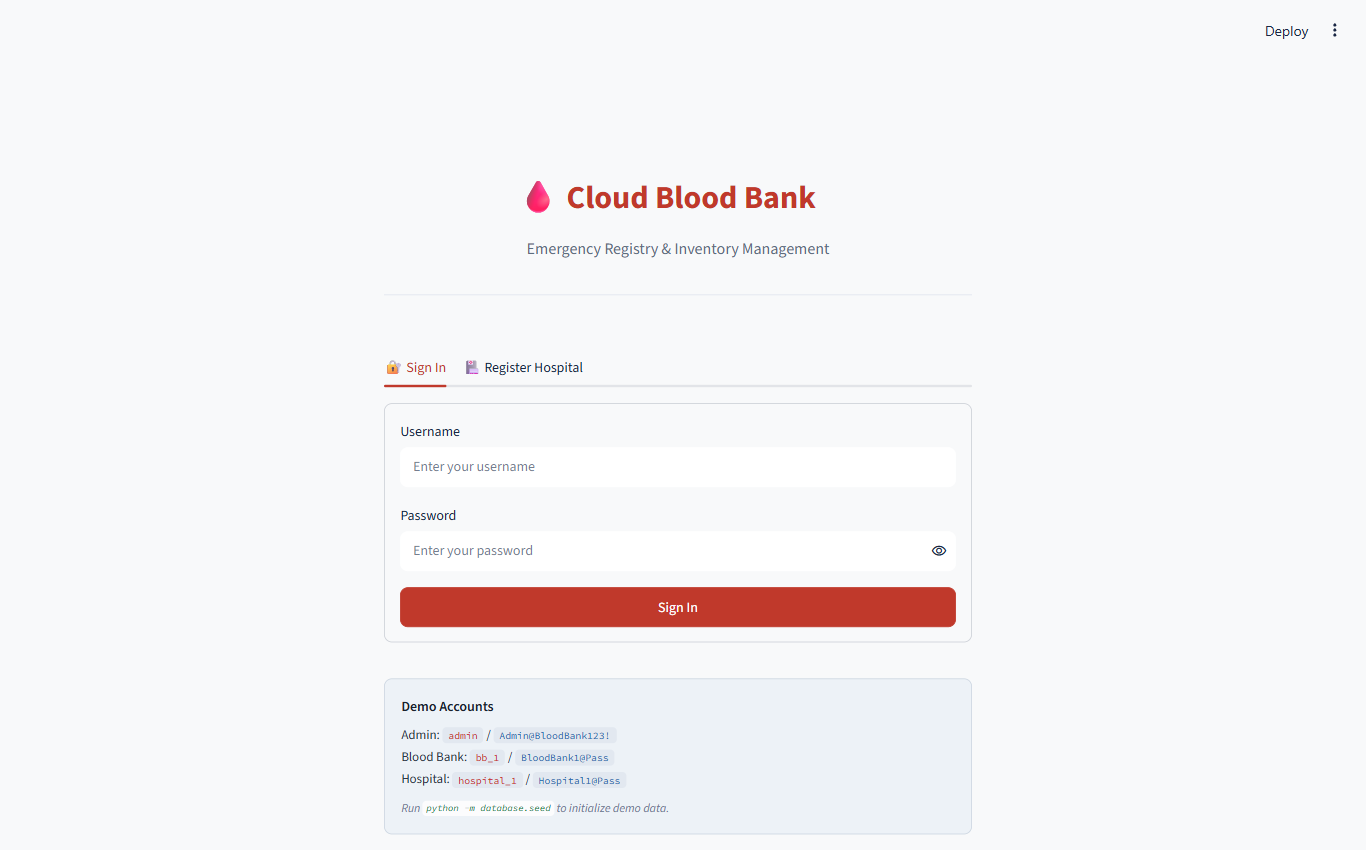 Deploy
Cloud Blood Bank
Emergency Registry & Inventory Management
Sign In Register Hospital
Username
Enter your username
Password
Enter your password
Sign In
Demo Accounts
Admin: admin / Admin@BloodBank123!
Blood Bank: bb_1 / BloodBank1@Pass
Hospital: hospital_1 / Hospital1@Pass
Run python -m database.seed to initialize demo data.